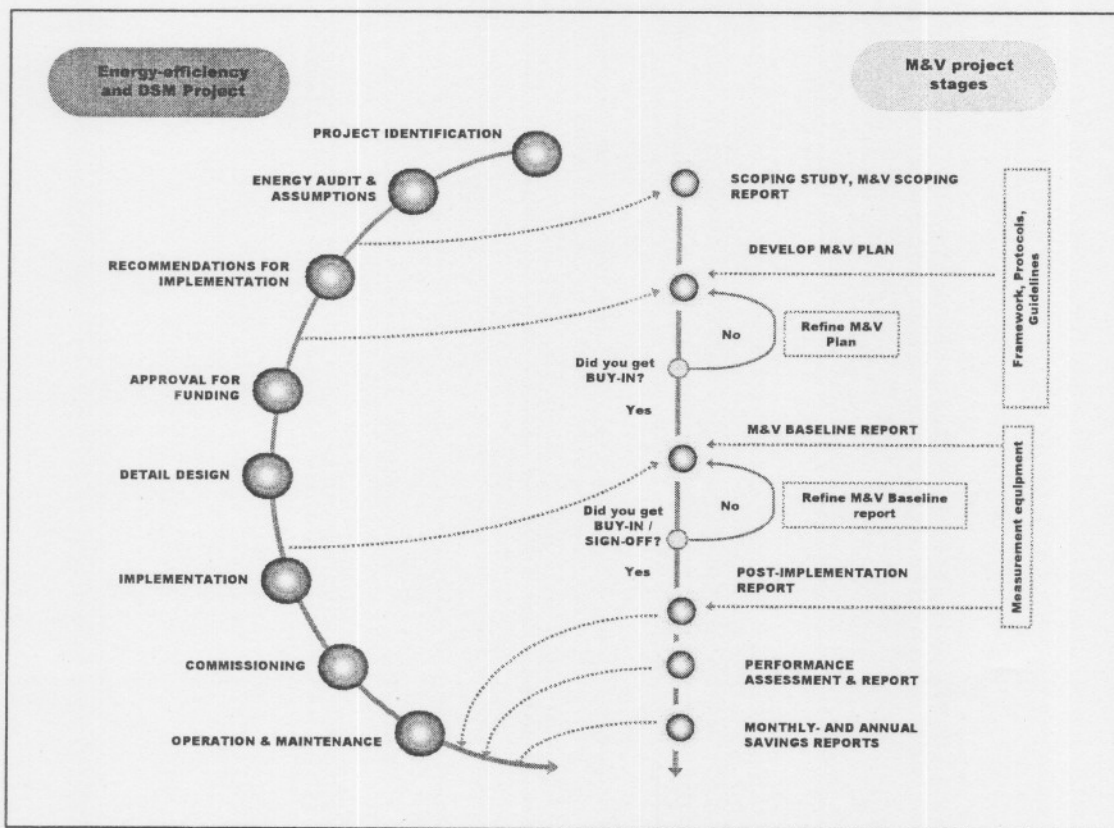 Energy-efficiency
and DSM Project
M&V project
stages
PROJECT IDENTIFICATION
ENERGY AUDIT &
ASSUMPTIONS
RECOMMENDATIONS FOR
IMPLEMENTATION
APPROVAL FOR
FUNDING
DETAIL DESIGN
IMPLEMENTATION
COMMISSIONING
OPERATION & MAINTENANCE
SCOPING STUDY, M&V SCOPING
REPORT
DEVELOP M&V PLAN
No
Refine M&V
Plan
Did you get
BUY-IN?
Yes
M&V BASELINE REPORT
No
Refine M&V Baseline
report
Did you get
BUY-IN /
SIGN-OFF?
Yes
POST-IMPLEMENTATION
REPORT
PERFORMANCE
ASSESSMENT & REPORT
MONTHLY- AND ANNUAL
SAVINGS REPORTS
Framework, Protocols,
Guidelines
Measurement equipment